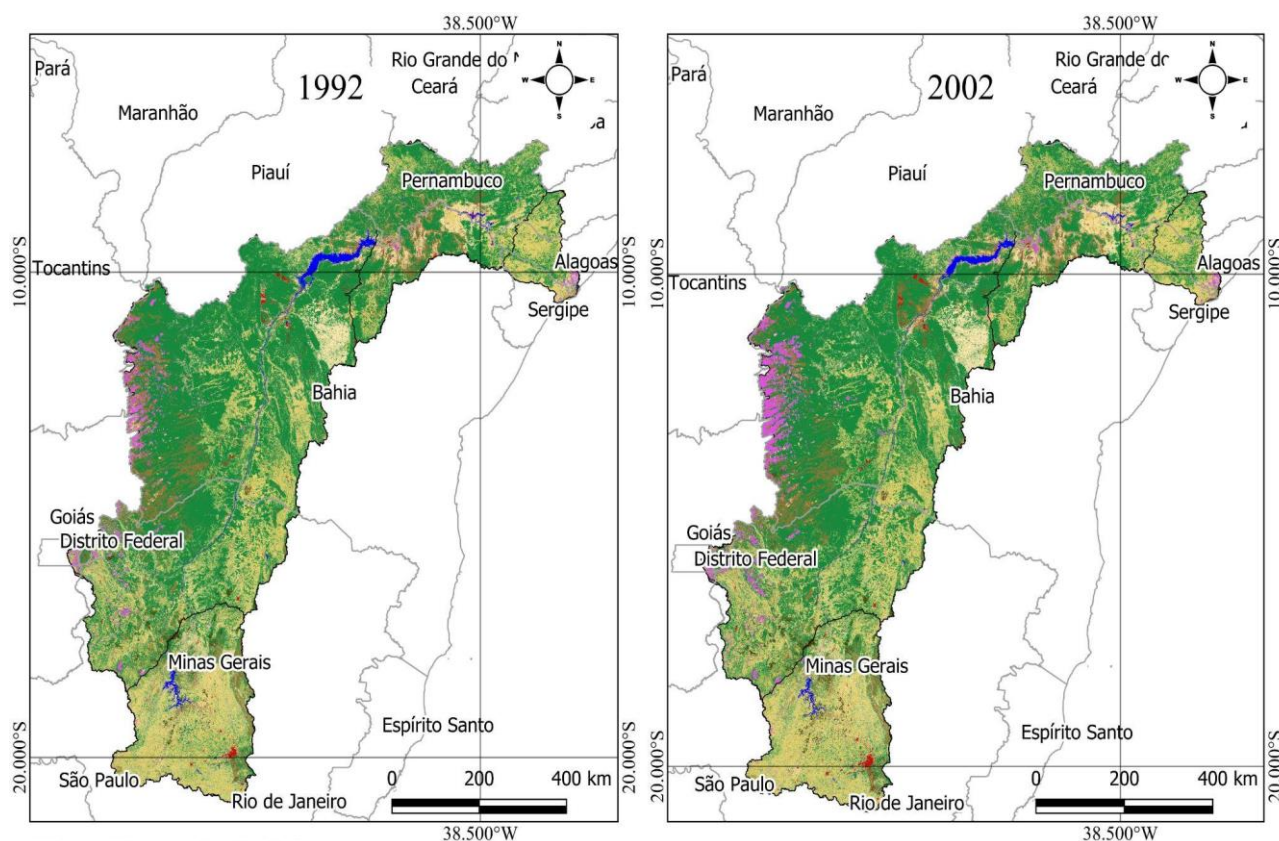 38.500°W
Rio Grande do
N
Pará
1992
Ceará
W
E
Maranhão
S
Piauí
Pernambuco
10.000°S
Tocantins
Alagoas
Sergipe
Bahia
Goiás
Distrito Federal
Minas Gerais
Espírito Santo
20.000°S
São Paulo
0 200 400 km
Rio de Janeiro
38.500°W
38.500°W
Rio Grande do
N
Pará
2002
Ceará
W
E
Maranhão
S
Piauí
Pernambuco
10.000°S
10.000°S
Tocantins
Alagoas
Sergipe
Bahia
Goiás
Distrito Federal
Minas Gerais
Espírito Santo
20.000°S
20.000°S
São Paulo
0 200 400 km
Rio de Janeiro
38.500°W